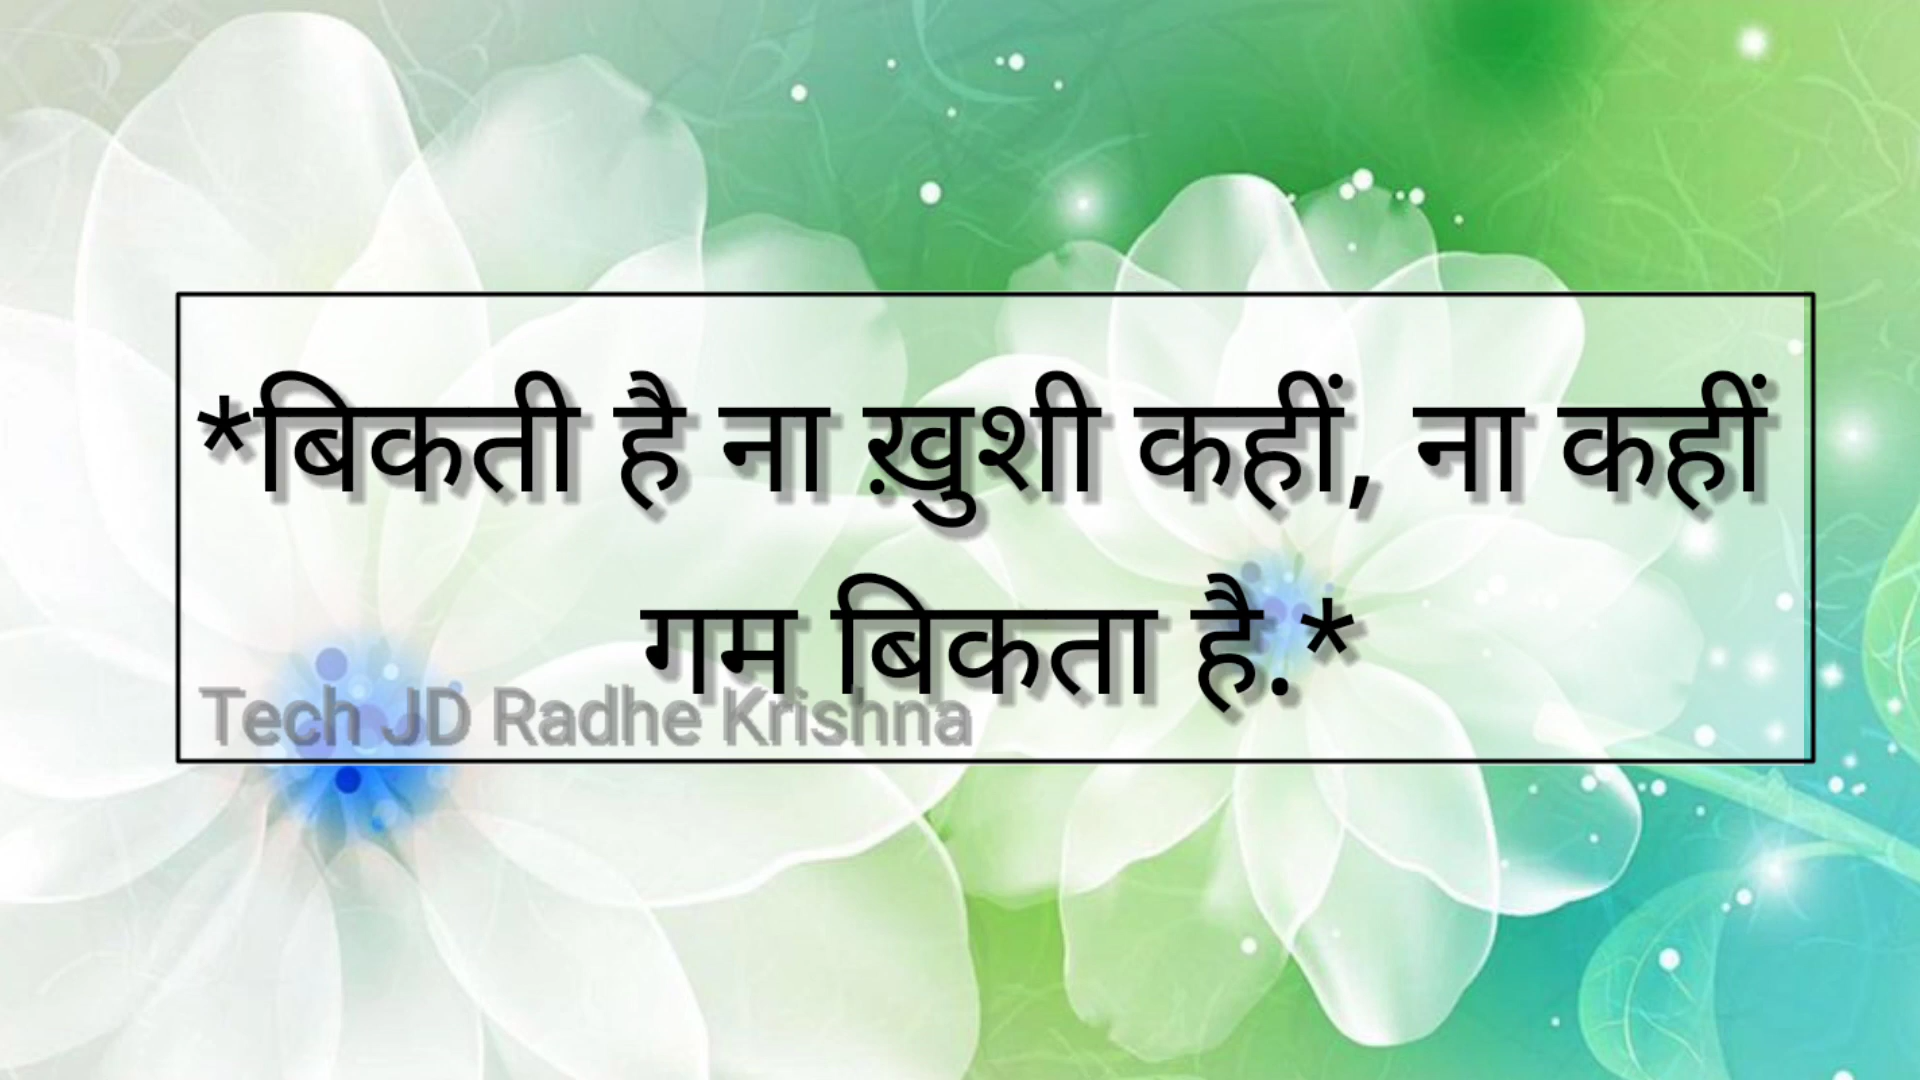 *बिकती है ना ख़ुशी कहीं, ना कहीं
गम बिकता है.*
Tech JD Radhe Krishna